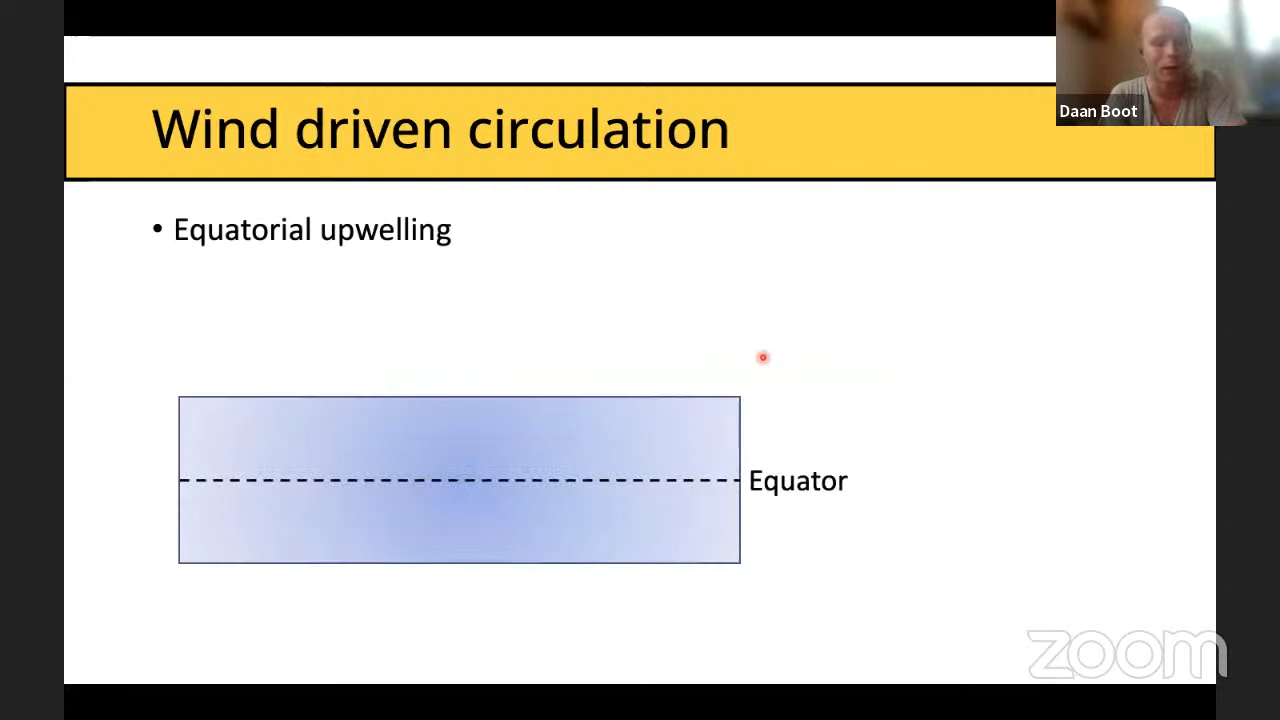 Wind driven circulation
Daan Boot
• Equatorial upwelling
Equator
zoom